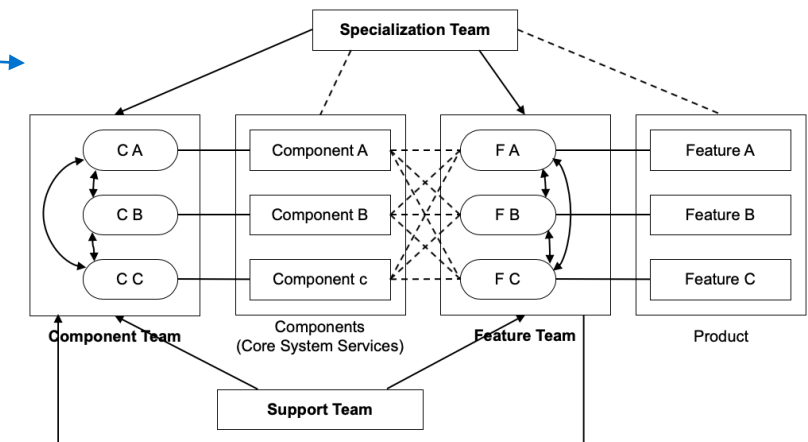 Specialization Team
C A
Component A
F A
Feature A
C B
Component B
F B
Feature B
C C
Component c
F C
Feature C
Component Team
Components
(Core System Services)
Feature Team
Product
Support Team